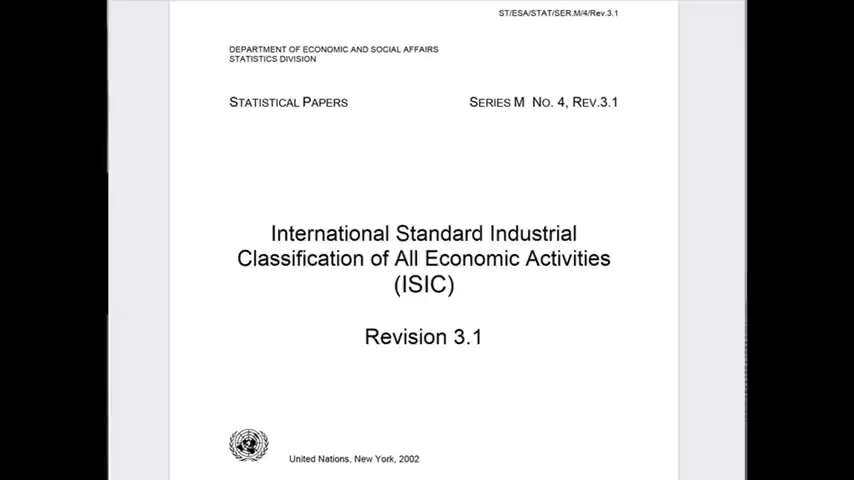 ST/ESA/STAT/SER.M/4/Rev.3.1
DEPARTMENT OF ECONOMIC AND SOCIAL AFFAIRS
STATISTICS DIVISION
STATISTICAL PAPERS SERIES M NO. 4, REV.3.1
International Standard Industrial
Classification of All Economic Activities
(ISIC)
Revision 3.1
United Nations, New York, 2002